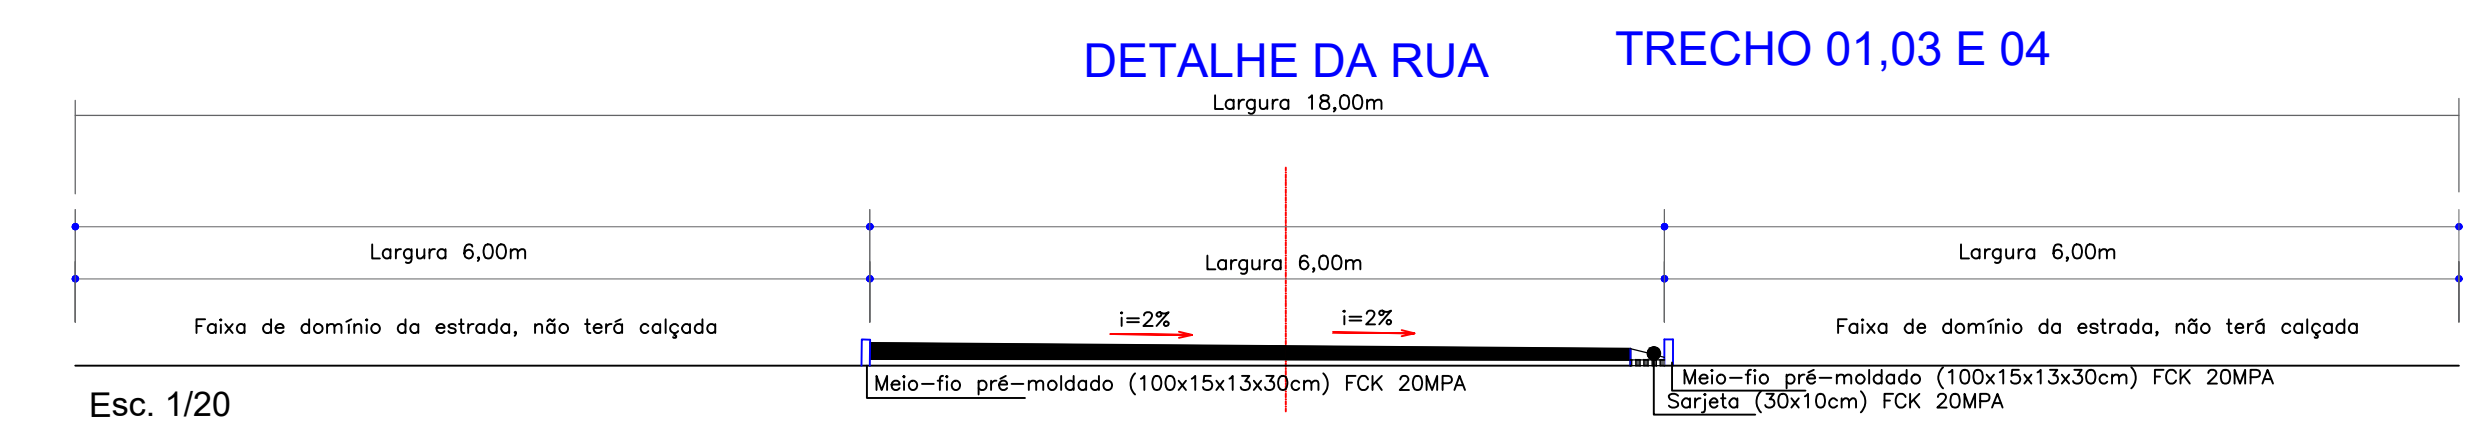 DETALHE DA RUA
TRECHO 01,03 E 04
Largura 18,00m
Largura 6,00m
Largura 6,00m
Largura 6,00m
i=2%
i=2%
Faixa de domínio da estrada, não terá calçada
Faixa de domínio da estrada, não terá calçada
Meio-fio pré-moldado (100x15x13x30cm) FCK 20MPA
Meio-fio pré-moldado (100x15x13x30cm) FCK 20MPA
Sarjeta (30x10cm) FCK 20MPA
Esc. 1/20